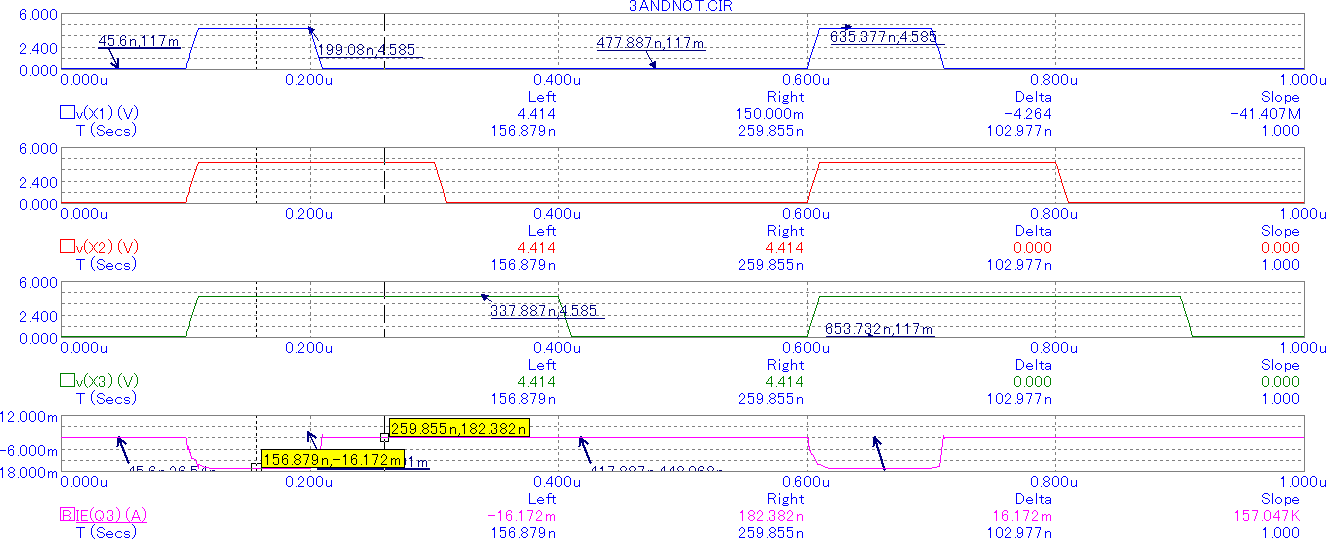 3ANDNOT.CIR
6.000
2.400
0.000
45.6n,117m
199.08n,4.585
477.887n,117m
635.377n,4.585
0.000u 0.200u 0.400u 0.600u 0.800u 1.000u
Left Right Delta Slope
v(X1) (V) 4.414 150.000m -4.264 -41.407M
T (Secs) 156.879n 259.855n 102.977n 1.000
6.000
2.400
0.000
0.000u 0.200u 0.400u 0.600u 0.800u 1.000u
Left Right Delta Slope
v(X2) (V) 4.414 4.414 0.000 0.000
T (Secs) 156.879n 259.855n 102.977n 1.000
6.000
2.400
0.000
337.887n,4.585
653.732n,117m
0.000u 0.200u 0.400u 0.600u 0.800u 1.000u
Left Right Delta Slope
v(X3) (V) 4.414 4.414 0.000 0.000
T (Secs) 156.879n 259.855n 102.977n 1.000
12.000m
-6.000m
18.000m
259.855n,182.382n
156.879n,-16.172m
0.000u 0.200u 0.400u 0.600u 0.800u 1.000u
Left Right Delta Slope
IE(Q3) (A) -16.172m 182.382n 16.172m 157.047K
T (Secs) 156.879n 259.855n 102.977n 1.000